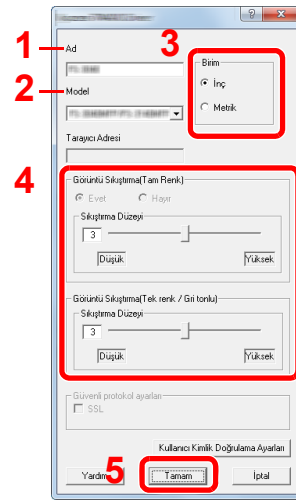 1
Ad
3
Birim
İnç
2
Model
Metrik
Tarayıcı Adresi
4
Görüntü Sıkıştırma(Tam Renk)
Evet Hayır
Sıkıştırma Düzeyi
3
Düşük Yüksek
Görüntü Sıkıştırma(Tek renk / Gri tonlu)
Sıkıştırma Düzeyi
3
Düşük Yüksek
Güvenli protokol ayarları
SSL
Kullanıcı Kimlik Doğrulama Ayarları
5
Yardım Tamam İptal